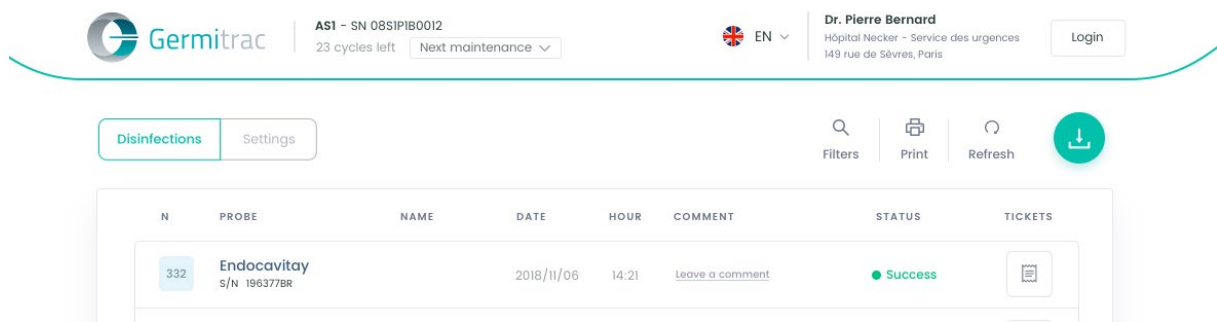 Germitrac
AS1 - SN 08S1P1B0012
23 cycles left Next maintenance
EN
Dr. Pierre Bernard
Hôpital Necker - Service des urgences
149 rue de Sèvres, Paris
Login
Disinfections Settings
Filters Print Refresh
N PROBE NAME DATE HOUR COMMENT STATUS TICKETS
332 Endocavitay 2018/11/06 14:21 Leave a comment Success
S/N 196377BR